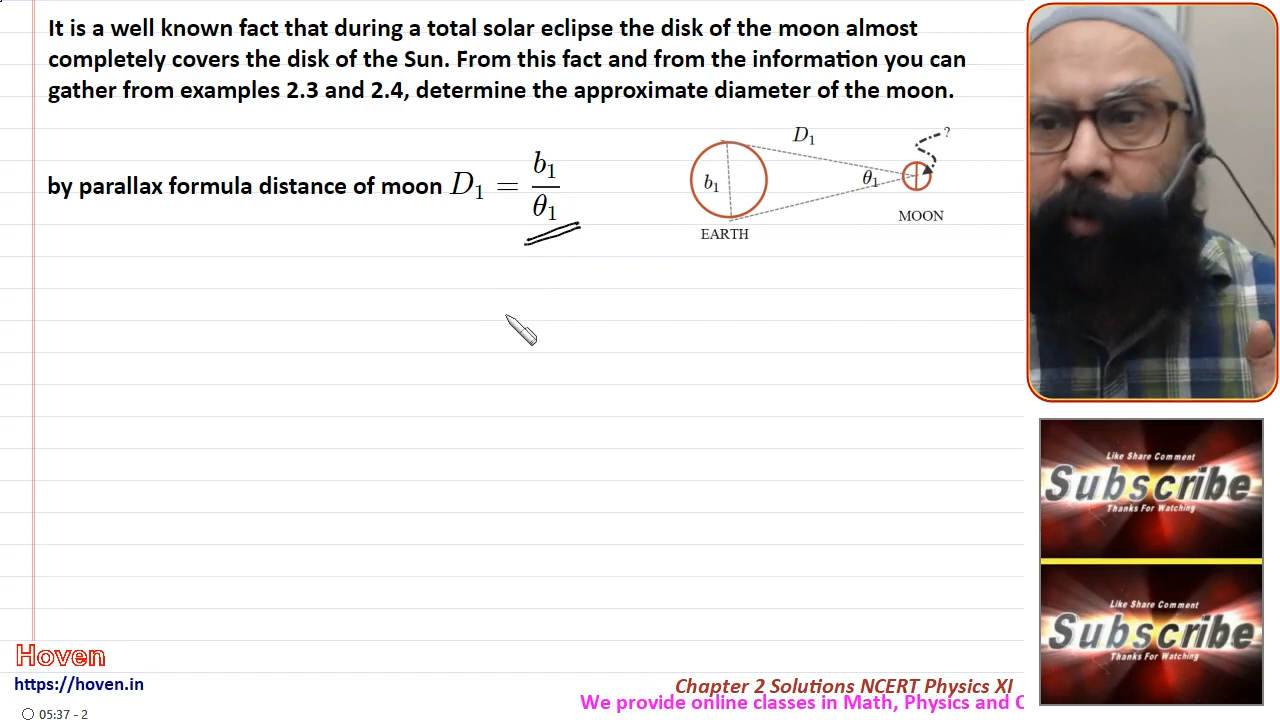 It is a well known fact that during a total solar eclipse the disk of the moon almost
completely covers the disk of the Sun. From this fact and from the information you can
gather from examples 2.3 and 2.4, determine the approximate diameter of the moon.
by parallax formula distance of moon D₁ = b₁/θ₁
D₁
?
b₁
θ₁
MOON
EARTH
Like Share Comment
Subscribe
Thanks For Watching
Like Share Comment
Subscribe
Thanks For Watching
Hoven
https://hoven.in
Chapter 2 Solutions NCERT Physics XI
We provide online classes in Math, Physics and C
05:37 - 2